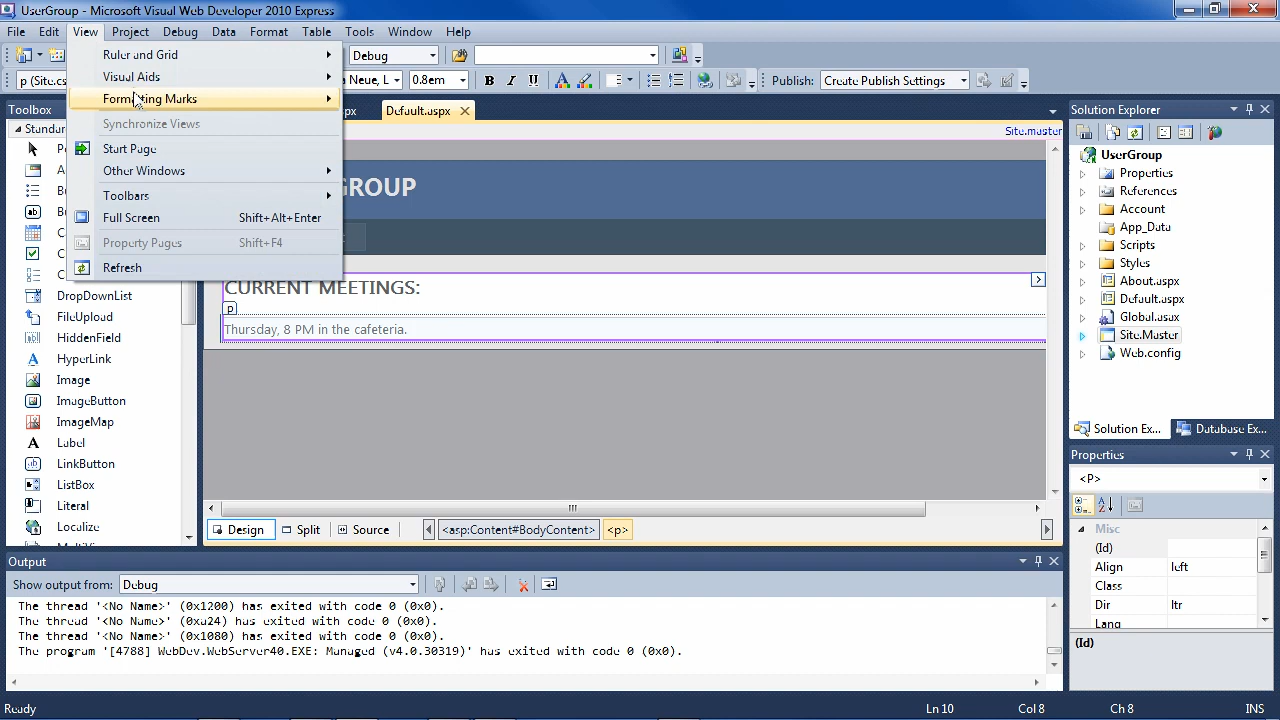 UserGroup - Microsoft Visual Web Developer 2010 Express
File Edit View Project Debug Data Format Table Tools Window Help
Ruler and Grid
Debug
p (Site.cs
Visual Aids
a Neue, L
0.8em
B I U A
Publish: Create Publish Settings
Formatting Marks
Toolbox
px
Default.aspx
Solution Explorer
Standar
Synchronize Views
Site.master
Start Page
UserGroup
Other Windows
Properties
GROUP
References
Toolbars
Account
Full Screen Shift+Alt+Enter
App_Data
Property Pages Shift+F4
Scripts
Refresh
Styles
CURRENT MEETINGS:
About.aspx
DropDownList
Default.aspx
p
FileUpload
Global.asax
Thursday, 8 PM in the cafeteria.
HiddenField
Site.Master
HyperLink
Web.config
Image
ImageButton
ImageMap
Solution Ex...
Database Ex...
Label
Properties
LinkButton
<P>
ListBox
Literal
Localize
Design Split Source
<asp:Content#BodyContent> <p>
Misc
(Id)
Align left
Class
Dir ltr
Lang
Output
Show output from: Debug
The thread '<No Name>' (0x1200) has exited with code 0 (0x0).
The thread '<No Name>' (0xa24) has exited with code 0 (0x0).
The thread '<No Name>' (0x1080) has exited with code 0 (0x0).
The program '[4788] WebDev.WebServer40.EXE: Managed (v4.0.30319)' has exited with code 0 (0x0).
(Id)
Ready
Ln 10 Col 8 Ch 8 INS